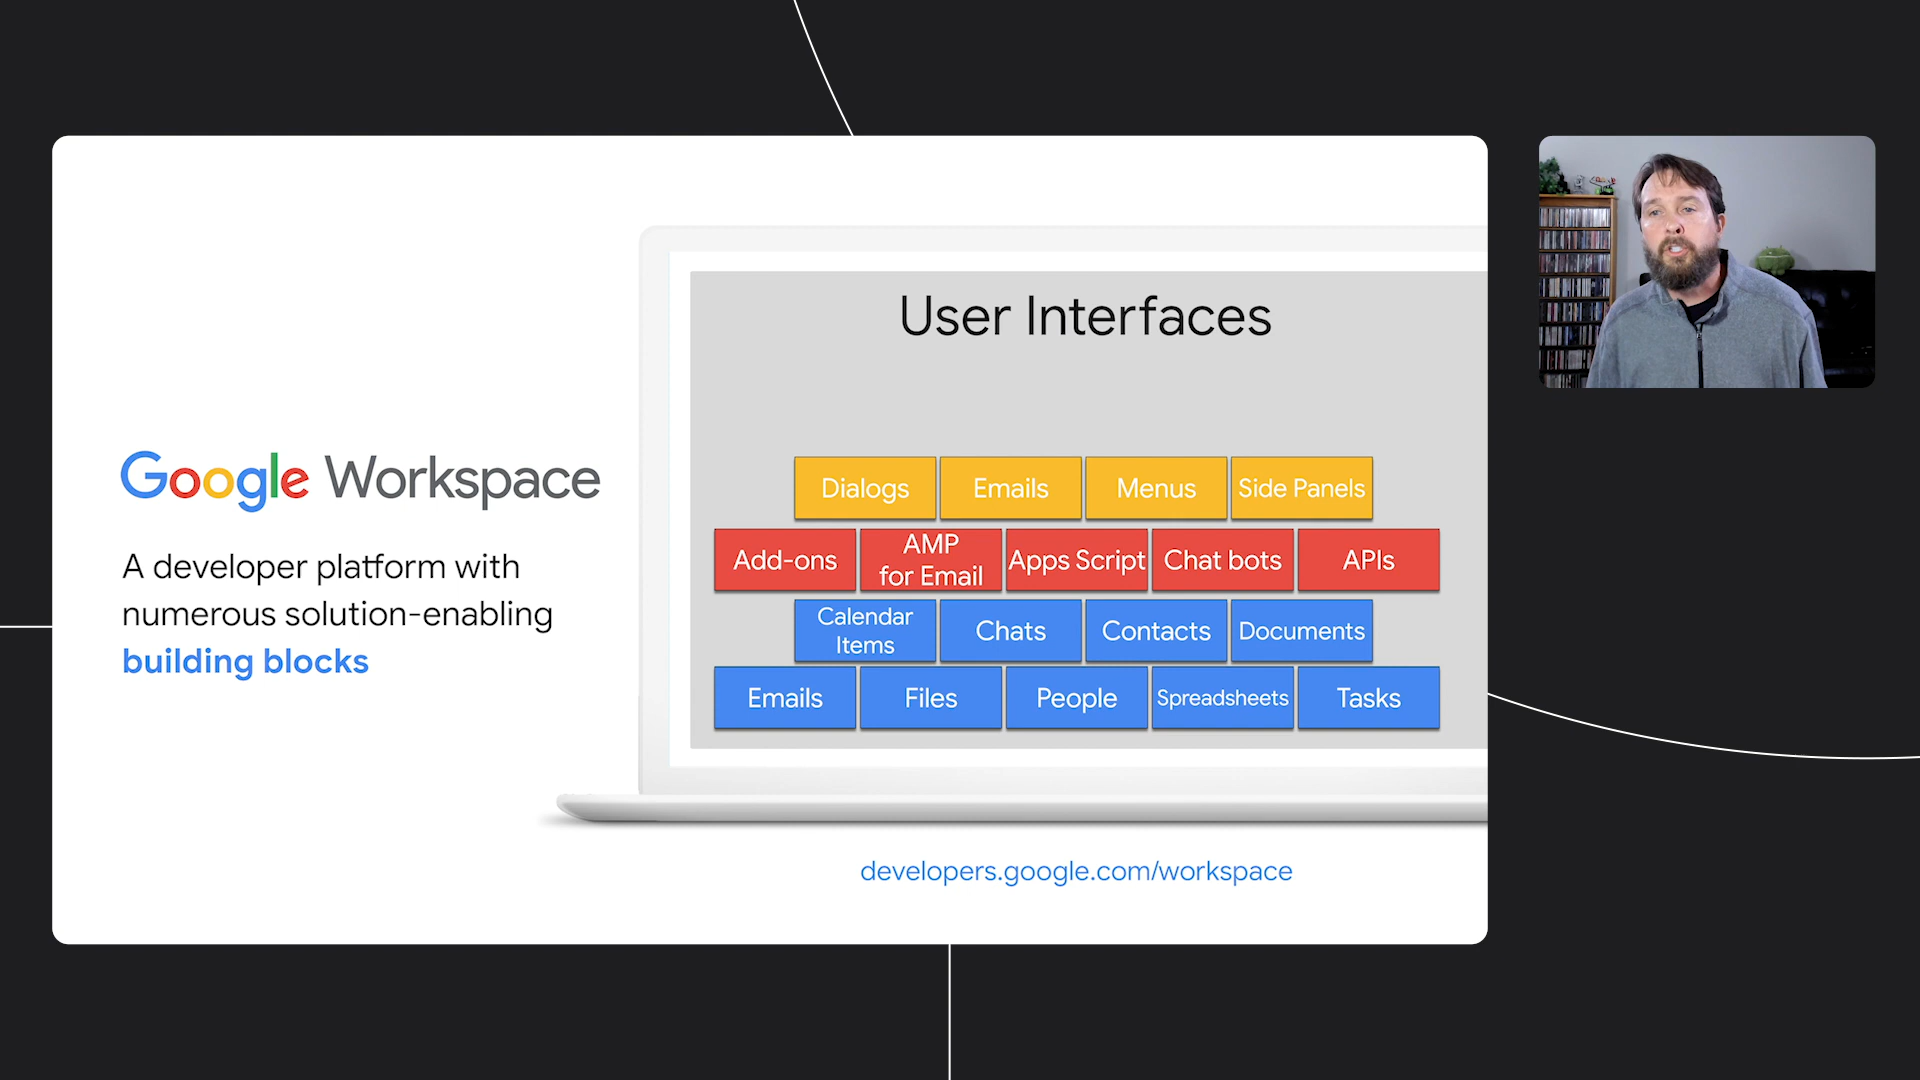 Google Workspace
A developer platform with
numerous solution-enabling
building blocks
User Interfaces
Dialogs
Emails
Menus
Side Panels
Add-ons
AMP
for Email
Apps Script
Chat bots
APIs
Calendar
Items
Chats
Contacts
Documents
Emails
Files
People
Spreadsheets
Tasks
developers.google.com/workspace